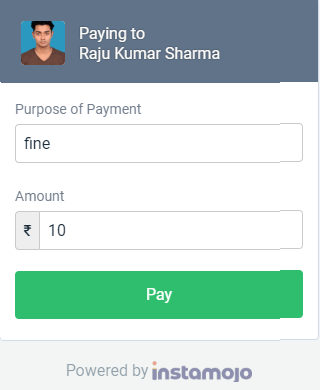 Paying to
Raju Kumar Sharma
Purpose of Payment
fine
Amount
₹ 10
Pay
Powered by instamojo